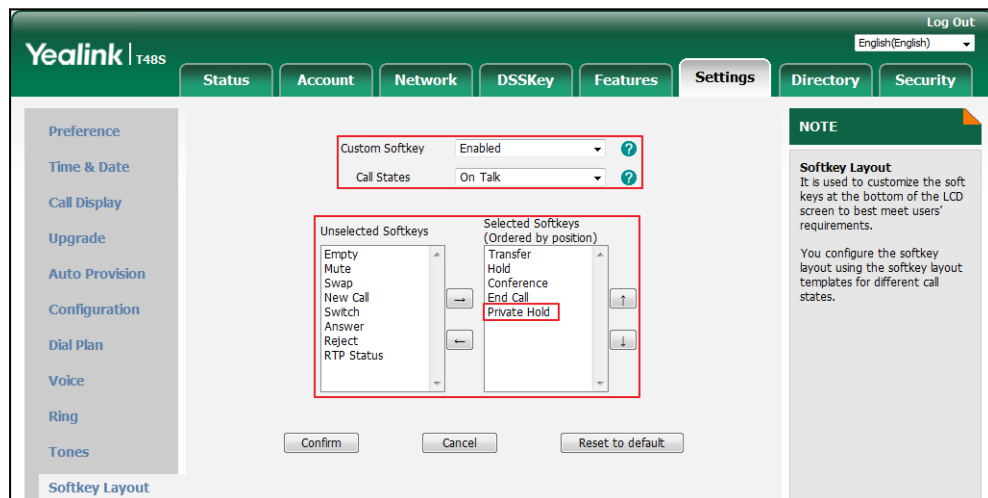 Log Out
Yealink T48S
English(English)
Status Account Network DSSKey Features Settings Directory Security
Preference
Time & Date
Call Display
Upgrade
Auto Provision
Configuration
Dial Plan
Voice
Ring
Tones
Softkey Layout
Custom Softkey Enabled ?
Call States On Talk ?
Unselected Softkeys
Empty
Mute
Swap
New Call
Switch
Answer
Reject
RTP Status
→
←
Selected Softkeys
(Ordered by position)
Transfer
Hold
Conference
End Call
Private Hold
↑
↓
Confirm Cancel Reset to default
NOTE
Softkey Layout
It is used to customize the soft
keys at the bottom of the LCD
screen to best meet users'
requirements.
You configure the softkey
layout using the softkey layout
templates for different call
states.